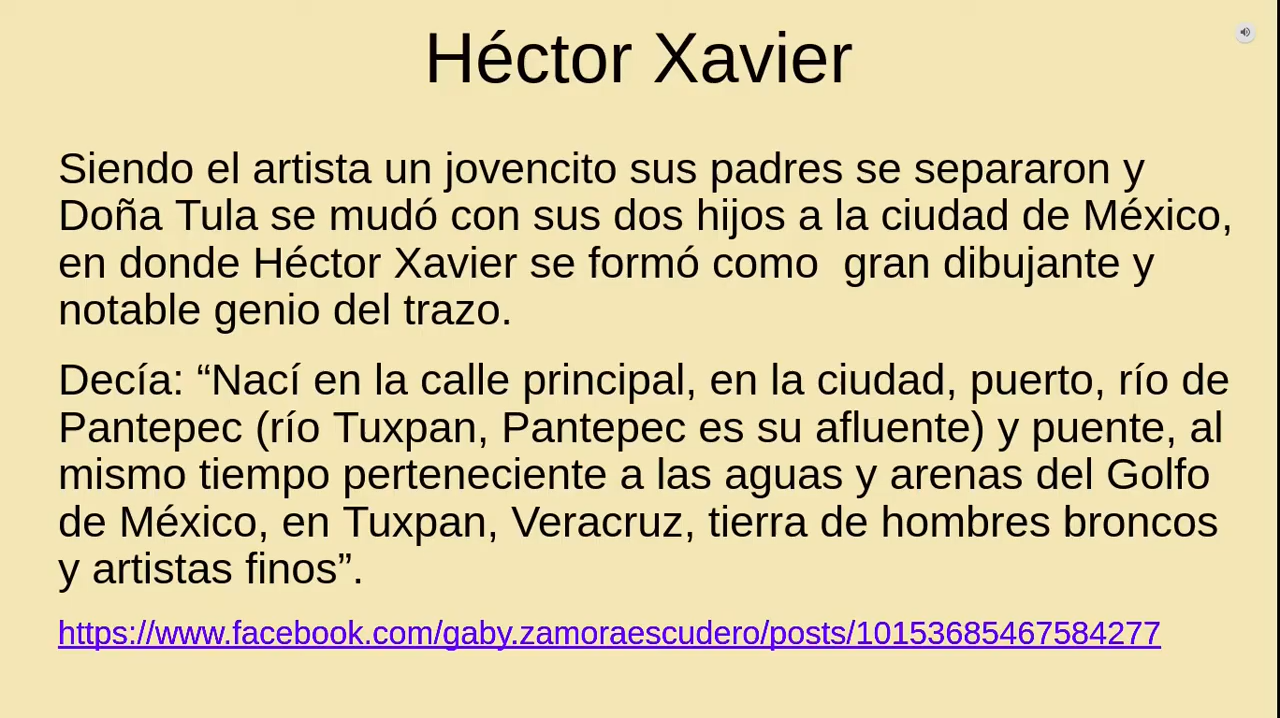 Héctor Xavier
Siendo el artista un jovencito sus padres se separaron y
Doña Tula se mudó con sus dos hijos a la ciudad de México,
en donde Héctor Xavier se formó como  gran dibujante y
notable genio del trazo.
Decía: “Nací en la calle principal, en la ciudad, puerto, río de
Pantepec (río Tuxpan, Pantepec es su afluente) y puente, al
mismo tiempo perteneciente a las aguas y arenas del Golfo
de México, en Tuxpan, Veracruz, tierra de hombres broncos
y artistas finos”.
https://www.facebook.com/gaby.zamoraescudero/posts/10153685467584277